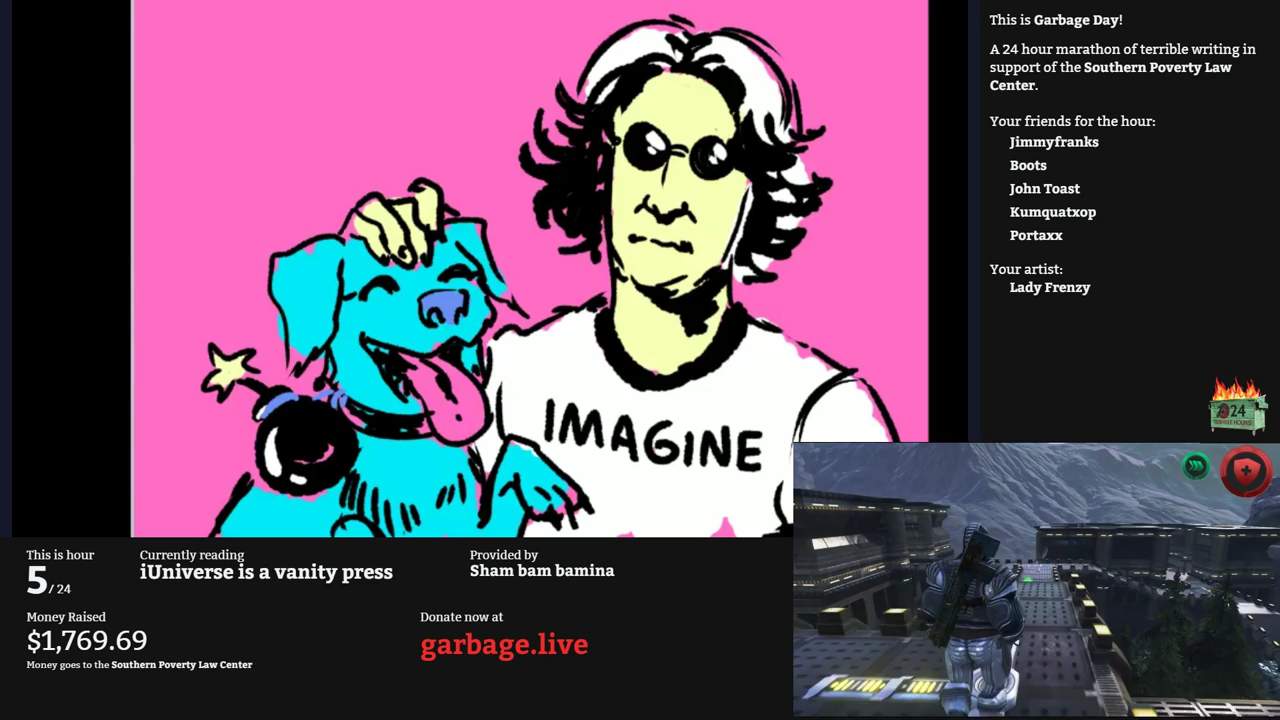 This is Garbage Day!
A 24 hour marathon of terrible writing in
support of the Southern Poverty Law
Center.
Your friends for the hour:
Jimmyfranks
Boots
John Toast
Kumquatxop
Portaxx
Your artist:
Lady Frenzy
IMAGINE
This is hour
5 / 24
Currently reading
iUniverse is a vanity press
Provided by
Sham bam bamina
Money Raised
$1,769.69
Money goes to the Southern Poverty Law Center
Donate now at
garbage.live